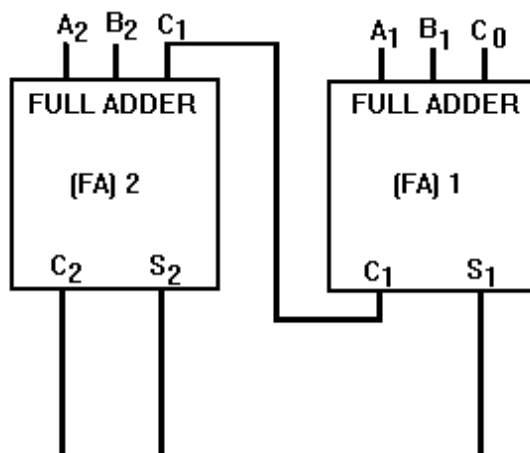 A₂ B₂ C₁
A₁ B₁ C₀
FULL ADDER
(FA) 2
C₂ S₂
FULL ADDER
(FA) 1
C₁ S₁